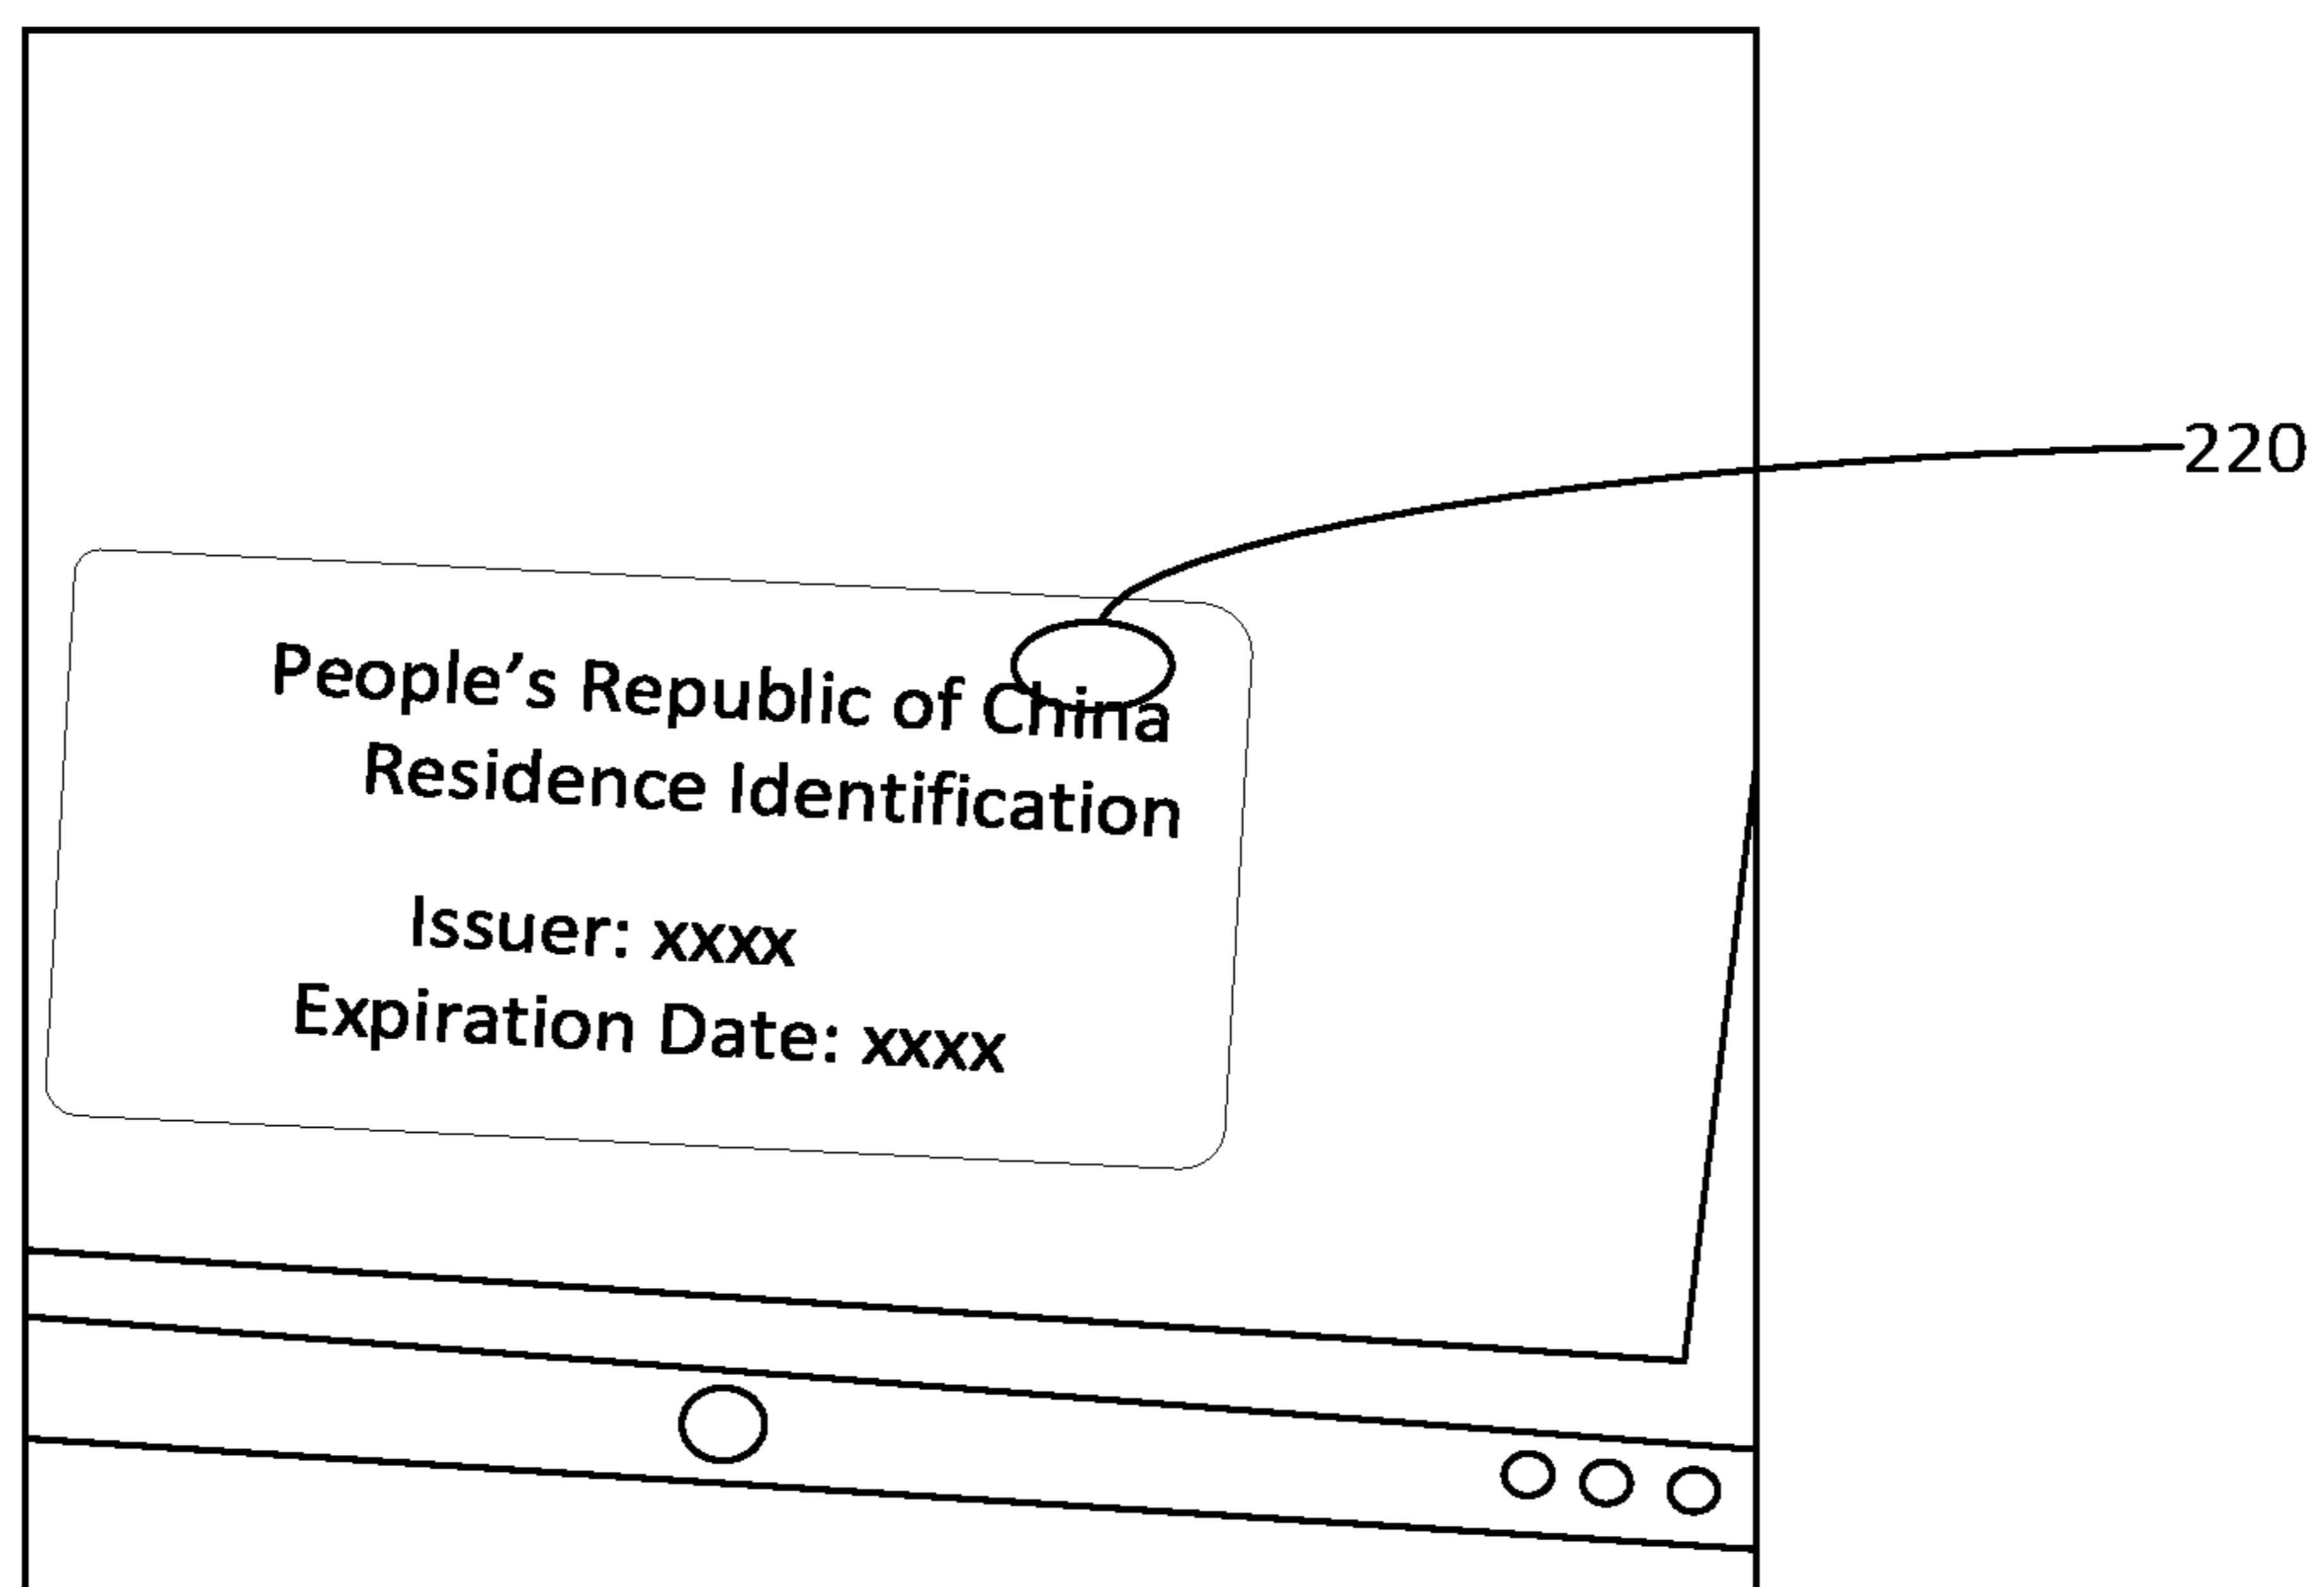 220
People's Republic of China
Residence Identification
Issuer: xxxx
Expiration Date: xxxx